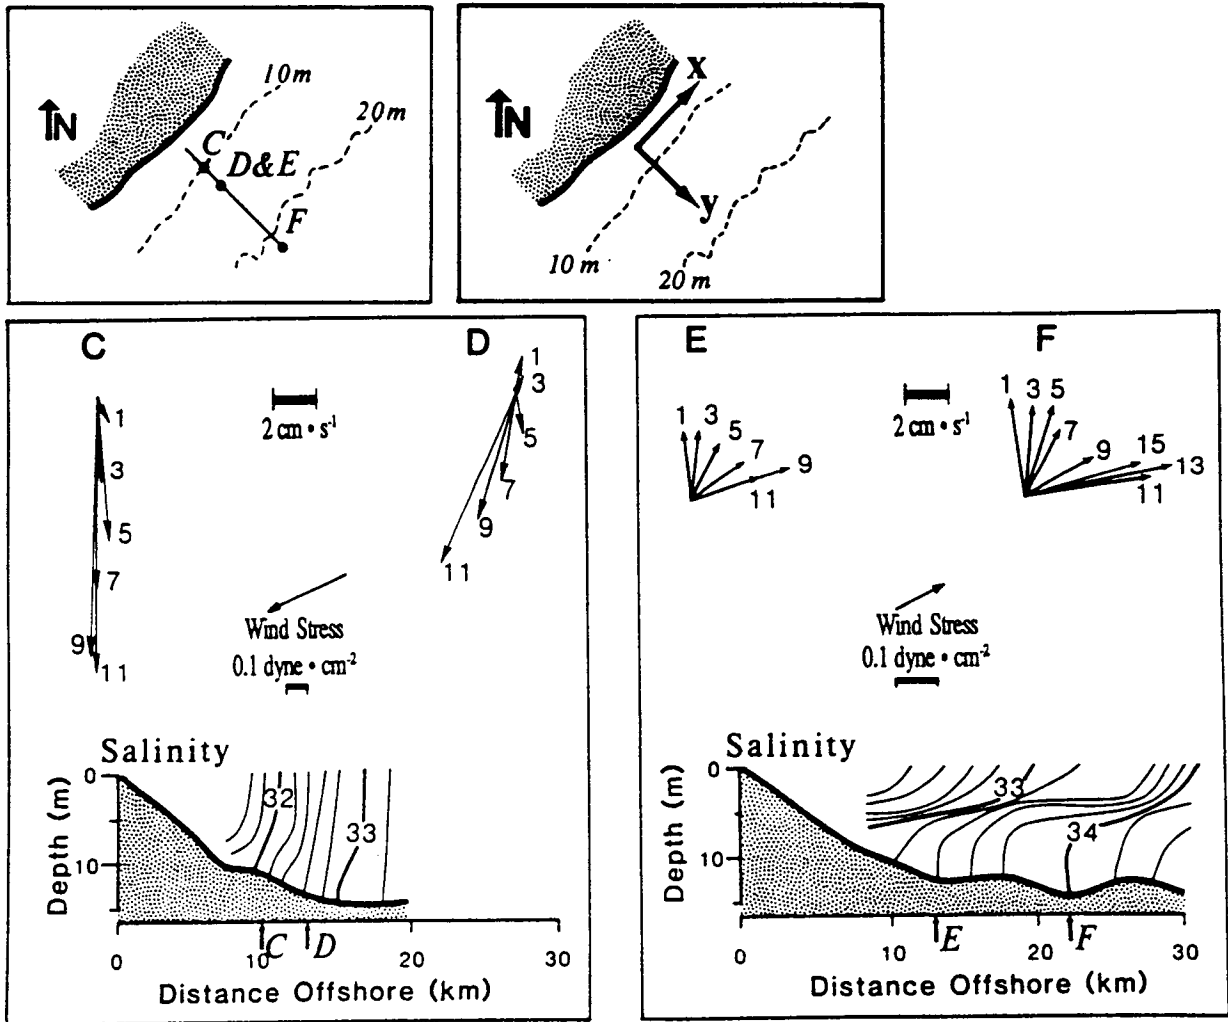 N
10m
20m
C
D&E
F
N
x
y
10 m
20 m
C
1
3
5
7
9
11
2 cm • s⁻¹
D
1
3
5
7
9
11
Wind Stress
0.1 dyne • cm⁻²
Salinity
0
10
Depth (m)
32
33
C D
0 10 20 30
Distance Offshore (km)
E
1 3 5 7 9
11
2 cm • s⁻¹
F
1 3 5
7
9 15 13
11
Wind Stress
0.1 dyne • cm⁻²
Salinity
0
10
Depth (m)
33
34
E F
0 10 20 30
Distance Offshore (km)